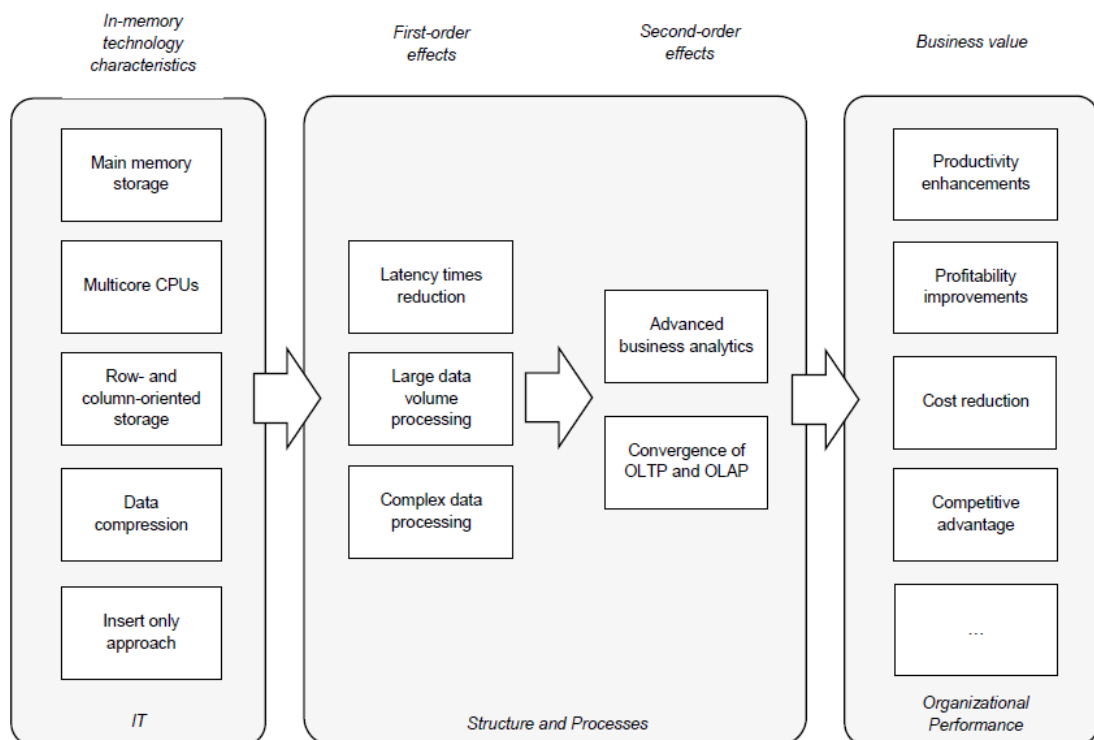 In-memory
technology
characteristics
First-order
effects
Second-order
effects
Business value
Main memory
storage
Multicore CPUs
Row- and
column-oriented
storage
Data
compression
Insert only
approach
IT
Latency times
reduction
Large data
volume
processing
Complex data
processing
Advanced
business analytics
Convergence of
OLTP and OLAP
Structure and Processes
Productivity
enhancements
Profitability
improvements
Cost reduction
Competitive
advantage
...
Organizational
Performance